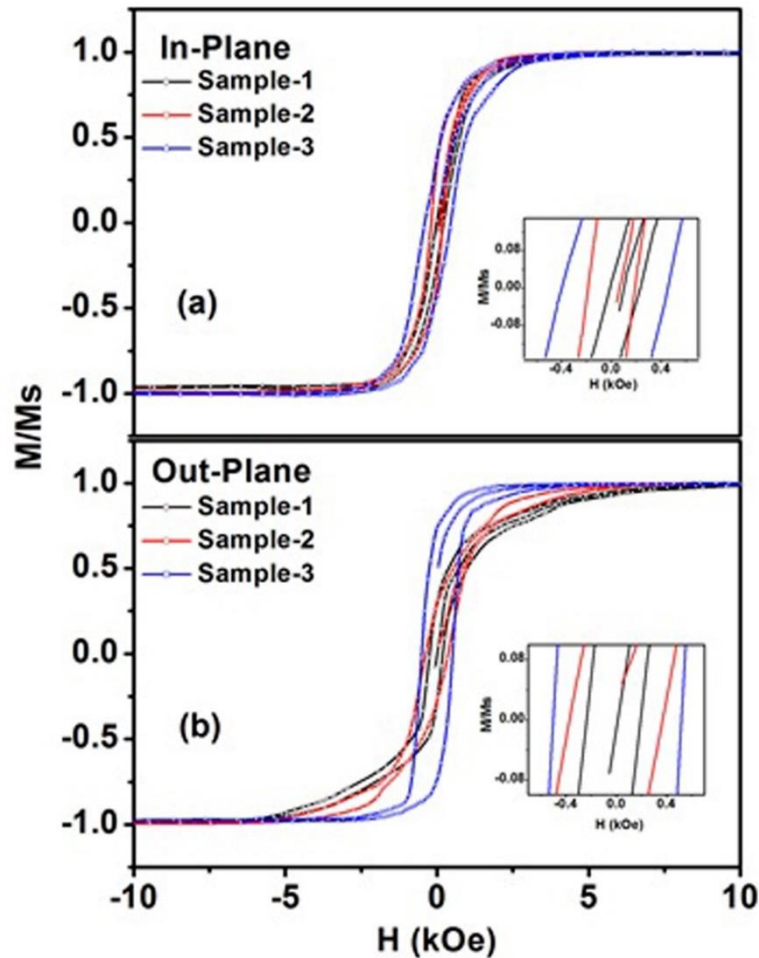 In-Plane
Sample-1
Sample-2
Sample-3
1.0
0.5
0.0
-0.5
-1.0
(a)
0.08
0.00
-0.08
M/Ms
-0.4 0.0 0.4
H (kOe)
M/Ms
Out-Plane
Sample-1
Sample-2
Sample-3
1.0
0.5
0.0
-0.5
-1.0
(b)
0.08
0.00
-0.08
M/Ms
-0.4 0.0 0.4
H (kOe)
-10 -5 0 5 10
H (kOe)